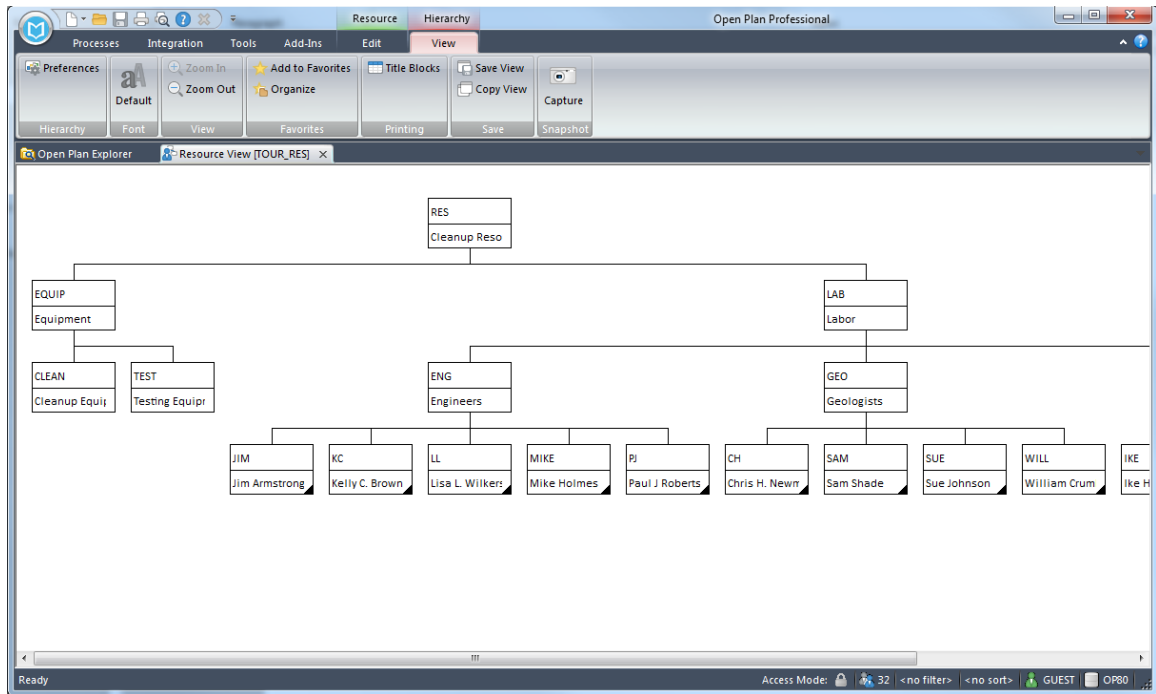 Resource Hierarchy Open Plan Professional
Processes Integration Tools Add-Ins Edit View
Preferences Default Zoom In Add to Favorites Title Blocks Save View Capture
Zoom Out Organize Copy View
Hierarchy Font View Favorites Printing Save Snapshot
Open Plan Explorer Resource View [TOUR_RES]
RES
Cleanup Reso
EQUIP LAB
Equipment Labor
CLEAN TEST ENG GEO
Cleanup Equip Testing Equipr Engineers Geologists
JIM KC LL MIKE PJ CH SAM SUE WILL IKE
Jim Armstrong Kelly C. Brown Lisa L. Wilkers Mike Holmes Paul J Roberts Chris H. Newm Sam Shade Sue Johnson William Crum Ike H
Ready Access Mode: 32 <no filter> <no sort> GUEST OP80